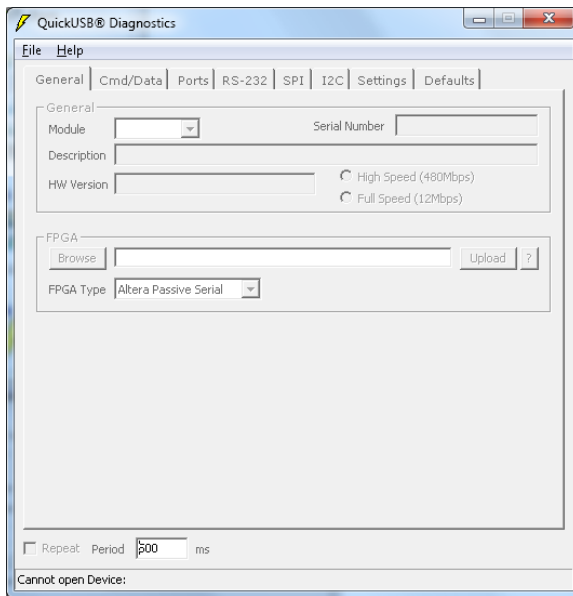 QuickUSB® Diagnostics
File Help
General Cmd/Data Ports RS-232 SPI I2C Settings Defaults
General
Module Serial Number
Description
HW Version High Speed (480Mbps)
Full Speed (12Mbps)
FPGA
Browse Upload ?
FPGA Type Altera Passive Serial
Repeat Period 500 ms
Cannot open Device: